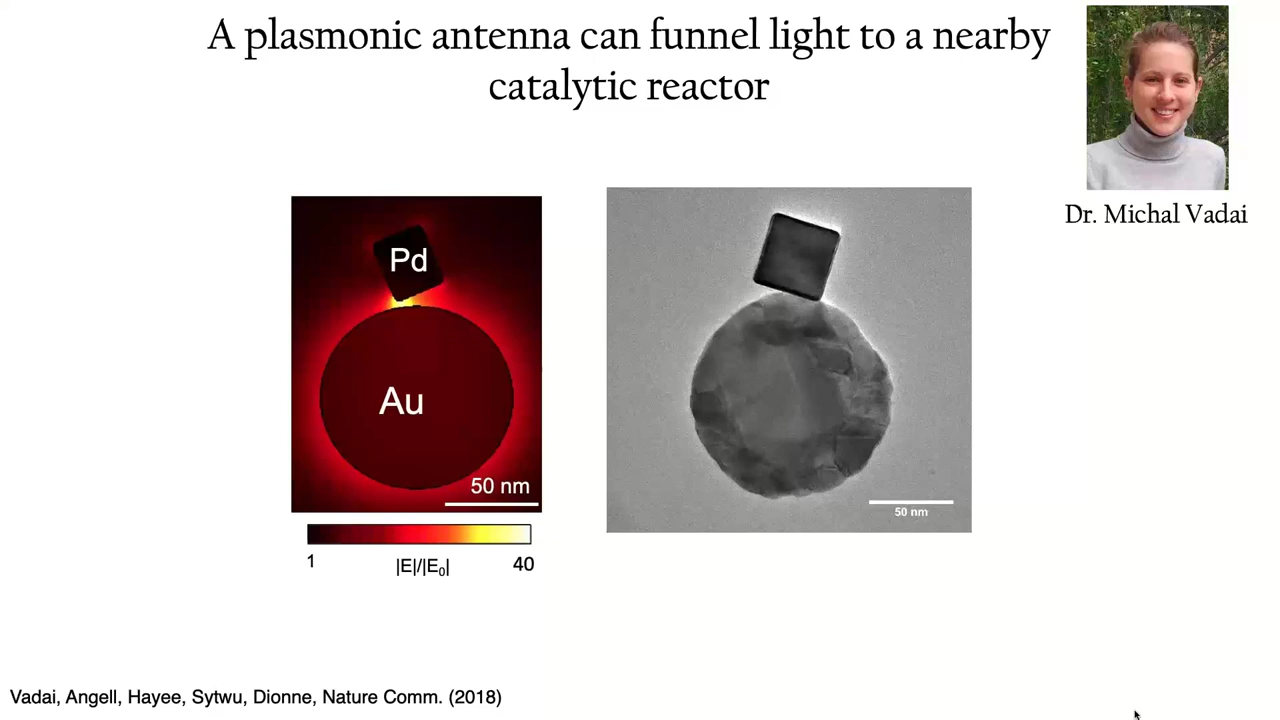 A plasmonic antenna can funnel light to a nearby
catalytic reactor
Dr. Michal Vadai
Pd
Au
50 nm
1
|E|/|E₀|
40
50 nm
Vadai, Angell, Hayee, Sytwu, Dionne, Nature Comm. (2018)